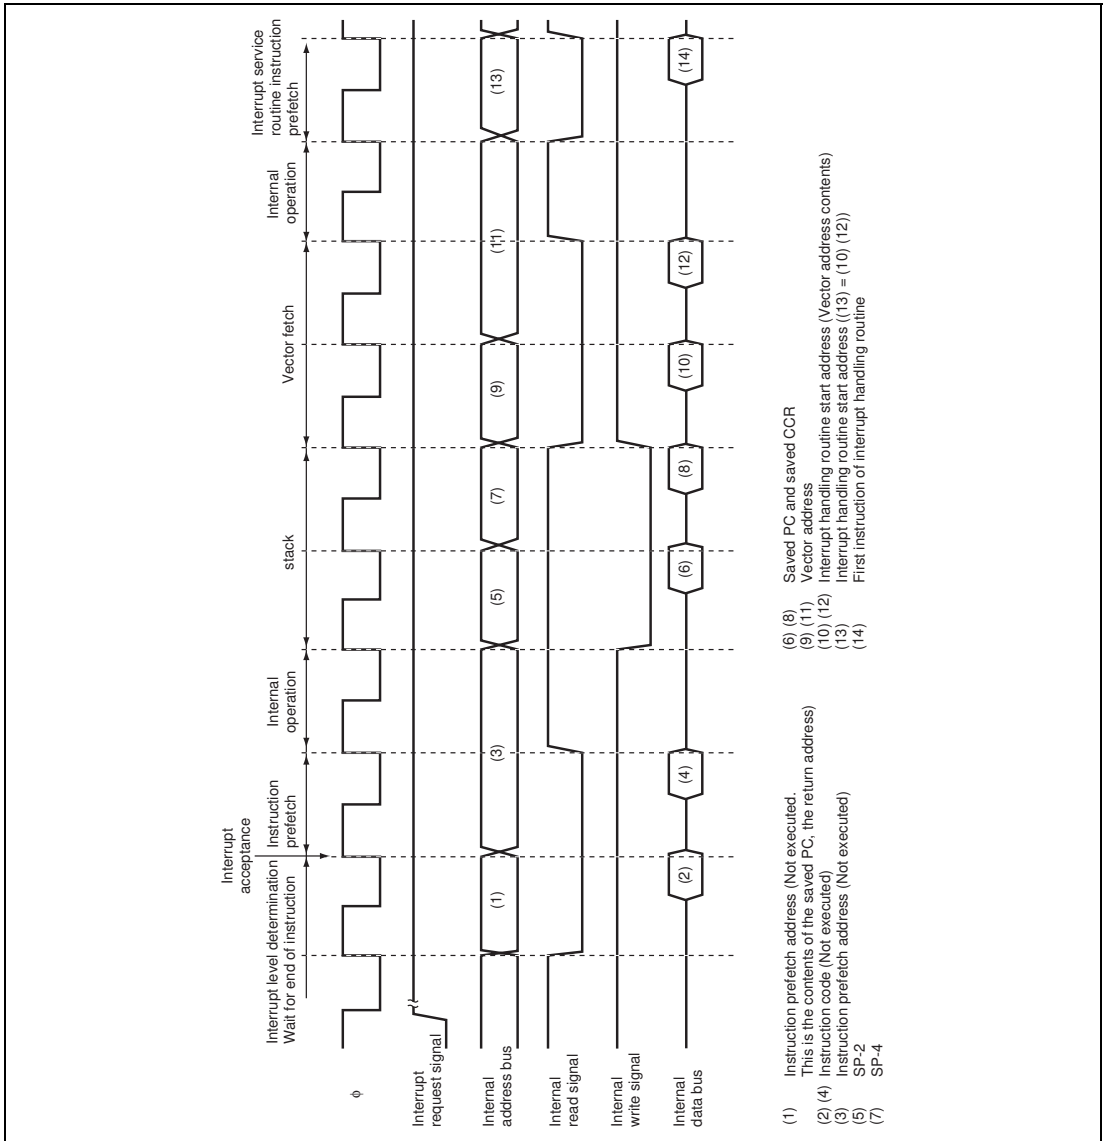 Interrupt
acceptance
Interrupt level determination
Wait for end of instruction
Instruction
prefetch
Internal
operation
stack
Vector fetch
Internal
operation
Interrupt service
routine instruction
prefetch
φ
Interrupt
request signal
Internal
address bus
(1)
(3)
(5)
(7)
(9)
(11)
(13)
Internal
read signal
Internal
write signal
Internal
data bus
(2)
(4)
(6)
(8)
(10)
(12)
(14)
(1) Instruction prefetch address (Not executed.
This is the contents of the saved PC, the return address)
(2) (4) Instruction code (Not executed)
(3) Instruction prefetch address (Not executed)
(5) SP-2
(7) SP-4
(6) (8) Saved PC and saved CCR
(9) (11) Vector address
(10) (12) Interrupt handling routine start address (Vector address contents)
(13) Interrupt handling routine start address ((13) = (10) (12))
(14) First instruction of interrupt handling routine